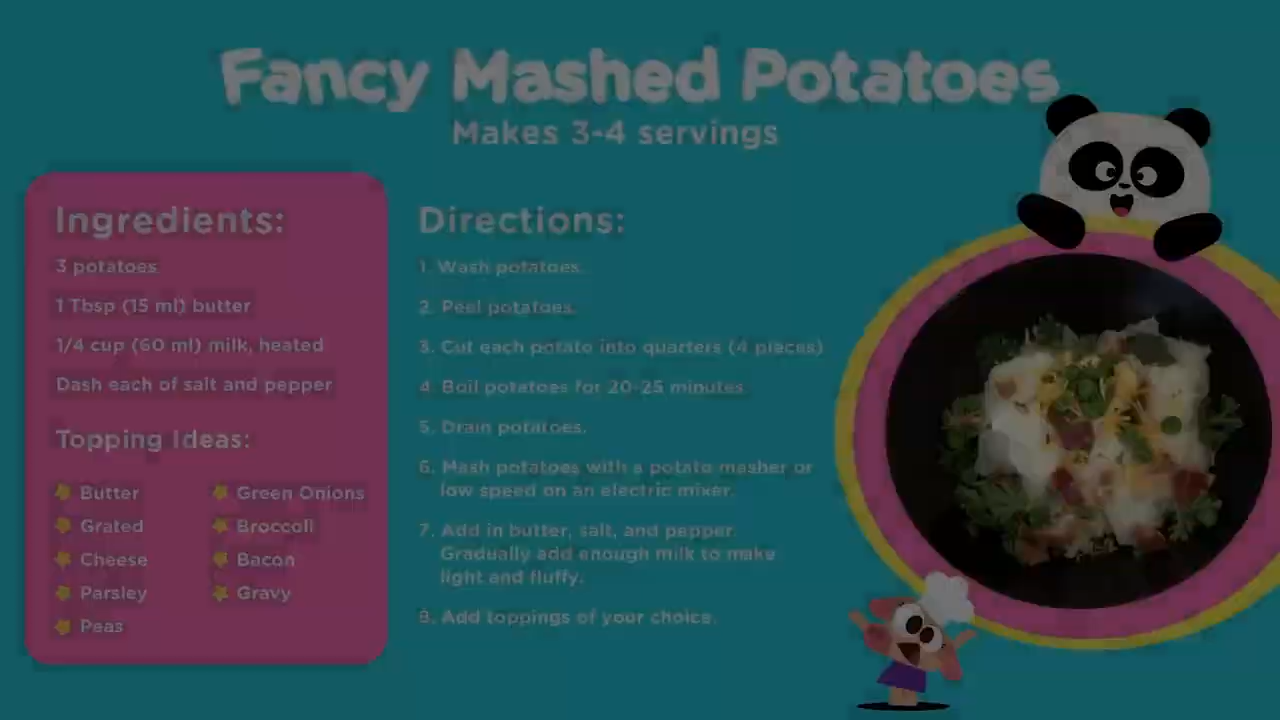 Fancy Mashed Potatoes
Makes 3-4 servings
Ingredients:
3 potatoes
1 Tbsp (15 ml) butter
1/4 cup (60 ml) milk, heated
Dash each of salt and pepper
Topping Ideas:
Butter
Grated
Cheese
Parsley
Peas
Green Onions
Broccoli
Bacon
Gravy
Directions:
1. Wash potatoes.
2. Peel potatoes.
3. Cut each potato into quarters (4 pieces)
4. Boil potatoes for 20-25 minutes.
5. Drain potatoes.
6. Mash potatoes with a potato masher or
low speed on an electric mixer.
7. Add in butter, salt, and pepper.
Gradually add enough milk to make
light and fluffy.
8. Add toppings of your choice.